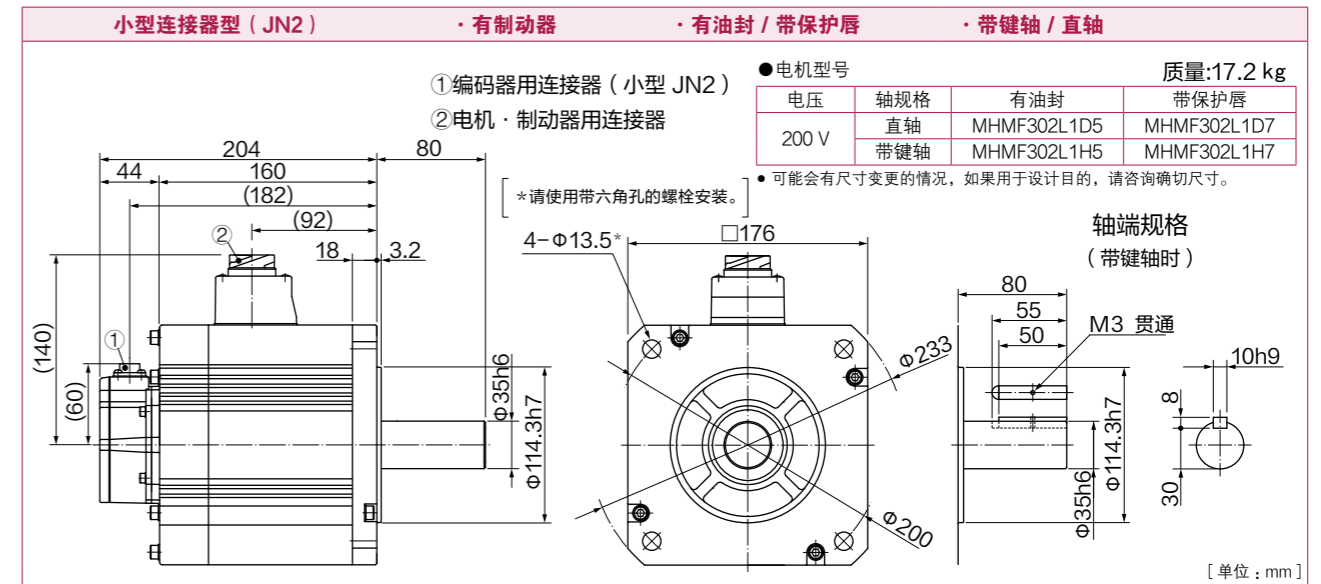 小型连接器型（JN2） ・有制动器 ・有油封 / 带保护唇 ・带键轴 / 直轴
①编码器用连接器（小型 JN2）
②电机・制动器用连接器
●电机型号 质量:17.2 kg
电压 轴规格 有油封 带保护唇
200 V 直轴 MHMF302L1D5 MHMF302L1D7
带键轴 MHMF302L1H5 MHMF302L1H7
● 可能会有尺寸变更的情况，如果用于设计目的，请咨询确切尺寸。
204 80
44 160
(182)
(92)
② 18 3.2
(140)
①
(60)
Φ35h6
Φ114.3h7
[*请使用带六角孔的螺栓安装。]
4-Φ13.5* □176
Φ233
Φ200
轴端规格
（带键轴时）
80
55
50 M3 贯通
10h9
8
30
Φ114.3h7
Φ35h6
[ 单位：mm ]